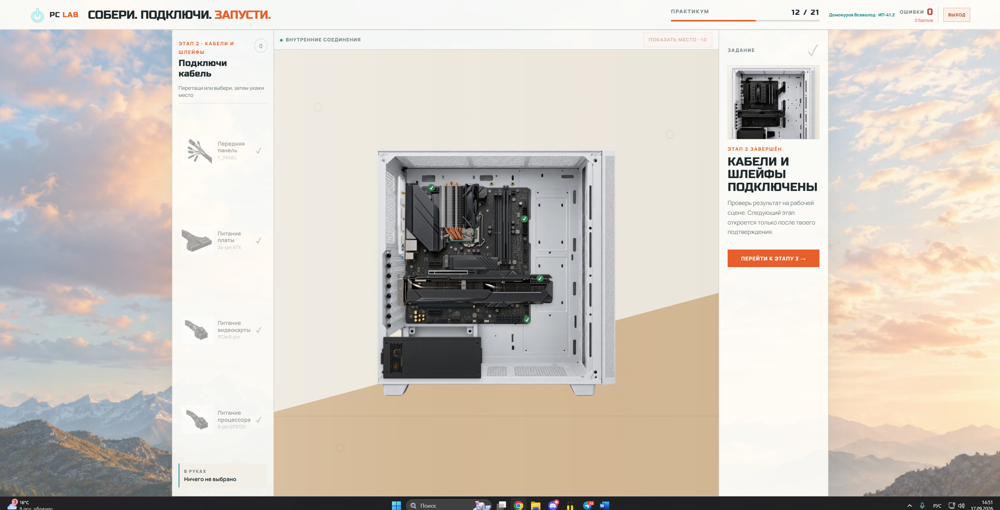 PC LAB
СОБЕРИ. ПОДКЛЮЧИ. ЗАПУСТИ.
ПРАКТИКУМ
12 / 21
Домокуров Всеволод · ИП-41.2
ОШИБКИ 0
0 баллов
ВЫХОД
ЭТАП 2 · КАБЕЛИ И
ШЛЕЙФЫ
0
Подключи
кабель
Перетащи или выбери, затем укажи
место
Передняя
панель
F_PANEL
Питание
платы
24-pin ATX
Питание
видеокарты
PCIe 8-pin
Питание
процессора
8-pin EPS12V
В РУКАХ
Ничего не выбрано
ВНУТРЕННИЕ СОЕДИНЕНИЯ
ПОКАЗАТЬ МЕСТО −10
ЗАДАНИЕ
ЭТАП 2 ЗАВЕРШЁН
КАБЕЛИ И
ШЛЕЙФЫ
ПОДКЛЮЧЕНЫ
Проверь результат на рабочей
сцене. Следующий этап
откроется только после твоего
подтверждения.
ПЕРЕЙТИ К ЭТАПУ 3 →
3
16°C
В осн. облачно
Поиск
86
W
РУС
14:51
17.09.2026